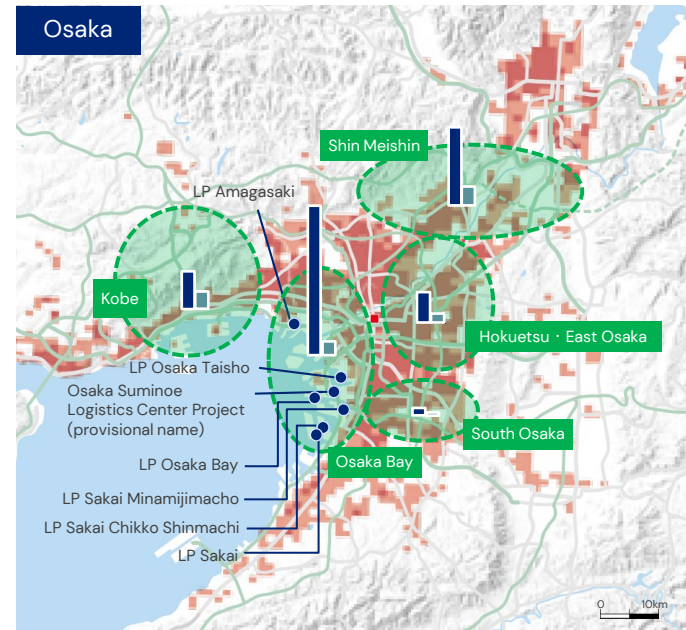 Osaka
Shin Meishin
LP Amagasaki
Kobe
Hokuetsu・East Osaka
LP Osaka Taisho
Osaka Suminoe
Logistics Center Project
(provisional name)
South Osaka
Osaka Bay
LP Osaka Bay
LP Sakai Minamijimacho
LP Sakai Chikko Shinmachi
LP Sakai
0 10km